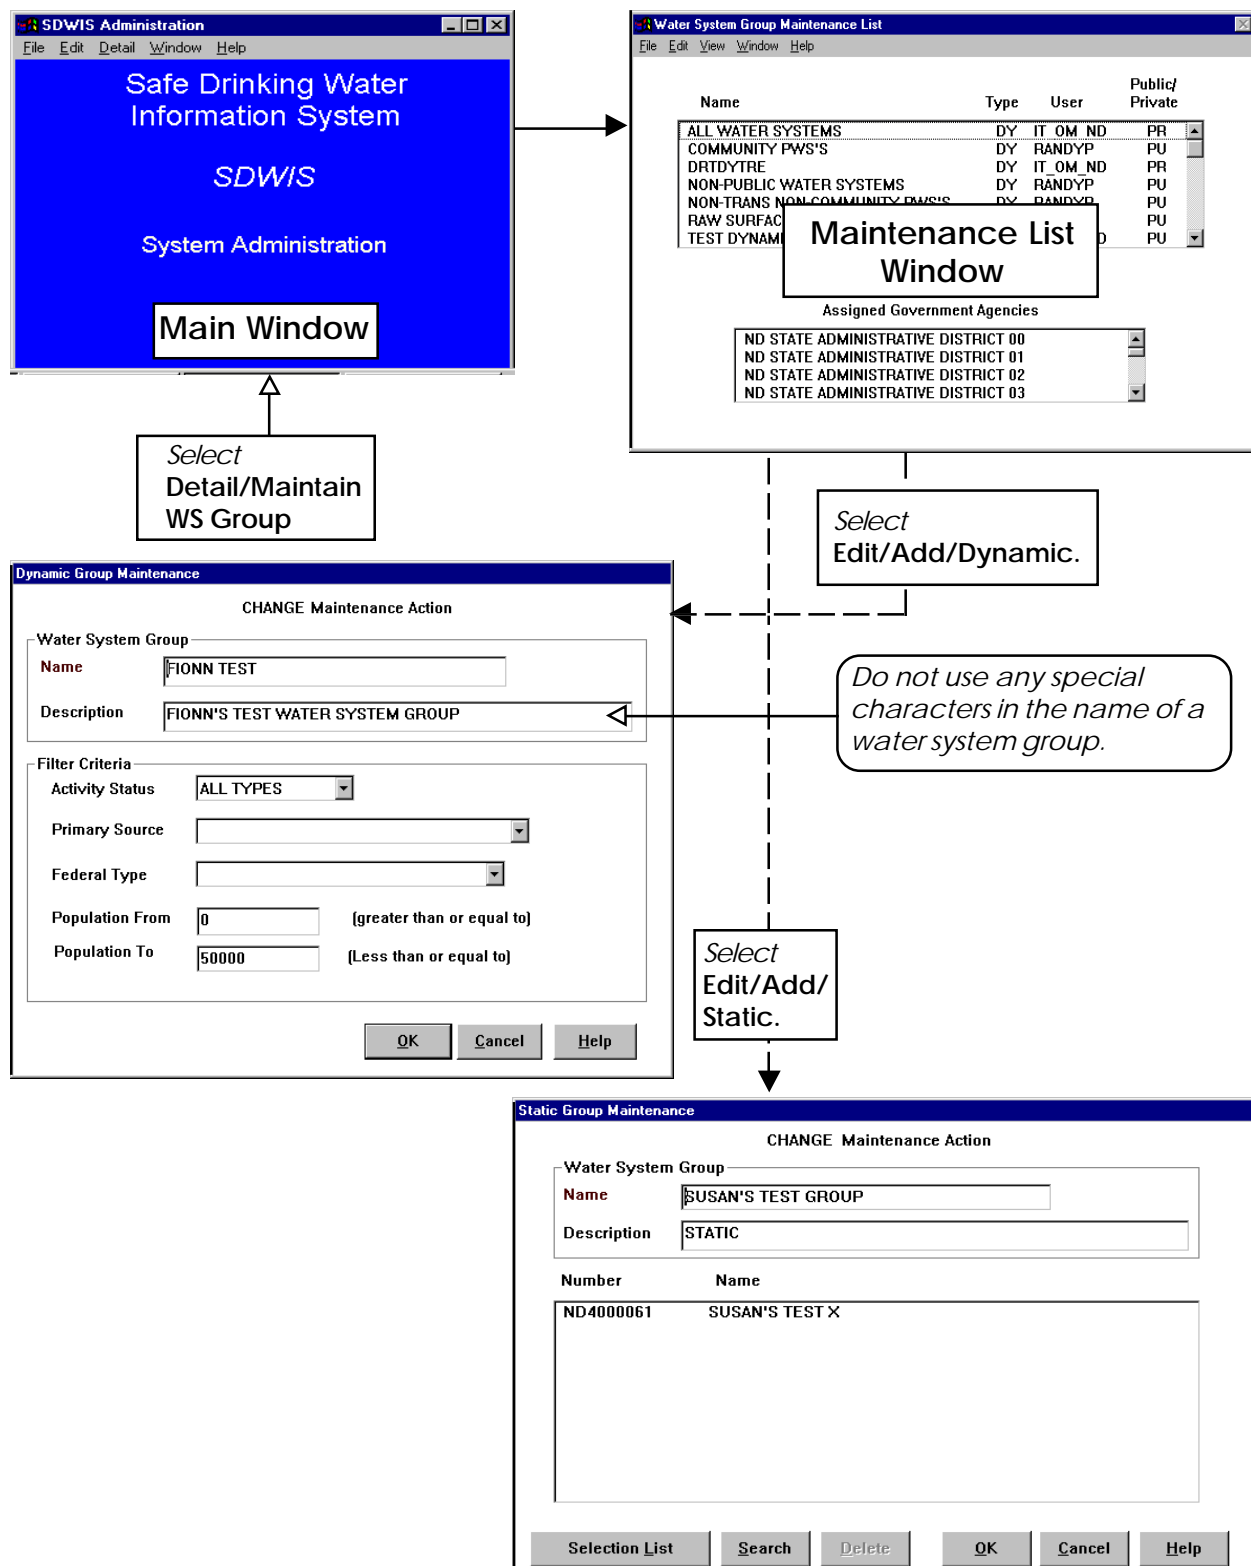 SDWIS Administration
File Edit Detail Window Help
Safe Drinking Water
Information System
SDWIS
System Administration
Main Window
Select
Detail/Maintain
WS Group
Water System Group Maintenance List
File Edit View Window Help
Name Type User Public/
Private
ALL WATER SYSTEMS DY IT_OM_ND PR
COMMUNITY PWS'S DY RANDYP PU
DRTDYTRE DY IT_OM_ND PR
NON-PUBLIC WATER SYSTEMS DY RANDYP PU
NON-TRANS NON-COMMUNITY PWS'S DY RANDYP PU
RAW SURFAC PU
TEST DYNAMI D PU
Maintenance List
Window
Assigned Government Agencies
ND STATE ADMINISTRATIVE DISTRICT 00
ND STATE ADMINISTRATIVE DISTRICT 01
ND STATE ADMINISTRATIVE DISTRICT 02
ND STATE ADMINISTRATIVE DISTRICT 03
Select
Edit/Add/Dynamic.
Dynamic Group Maintenance
CHANGE Maintenance Action
Water System Group
Name FIONN TEST
Description FIONN'S TEST WATER SYSTEM GROUP
Do not use any special
characters in the name of a
water system group.
Filter Criteria
Activity Status ALL TYPES
Primary Source
Federal Type
Population From 0 (greater than or equal to)
Population To 50000 (Less than or equal to)
OK Cancel Help
Select
Edit/Add/
Static.
Static Group Maintenance
CHANGE Maintenance Action
Water System Group
Name SUSAN'S TEST GROUP
Description STATIC
Number Name
ND4000061 SUSAN'S TEST X
Selection List Search Delete OK Cancel Help